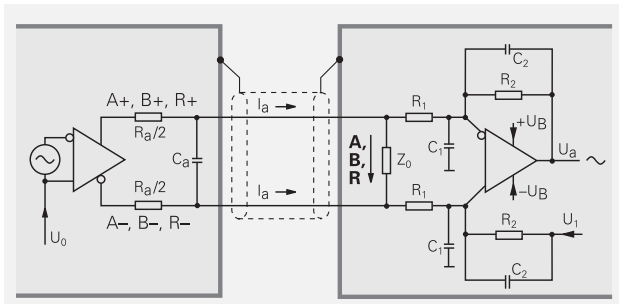 C2
R2
A+, B+, R+
Ra/2
Ia
R1
+UB
C1
A,
B,
R
Ca
Z0
Ua
Ra/2
Ia
R1
–UB
A–, B–, R–
U0
R2
U1
C1
C2